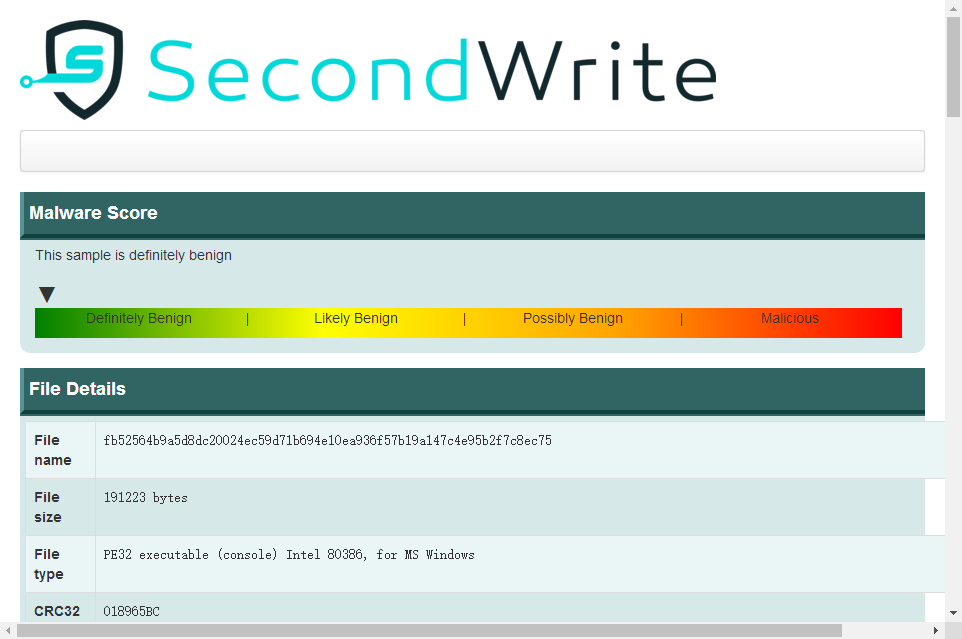 SecondWrite
Malware Score
This sample is definitely benign
Definitely Benign | Likely Benign | Possibly Benign | Malicious
File Details
File name
fb52564b9a5d8dc20024ec59d71b694e10ea936f57b19a147c4e95b2f7c8ec75
File size
191223 bytes
File type
PE32 executable (console) Intel 80386, for MS Windows
CRC32
018965BC